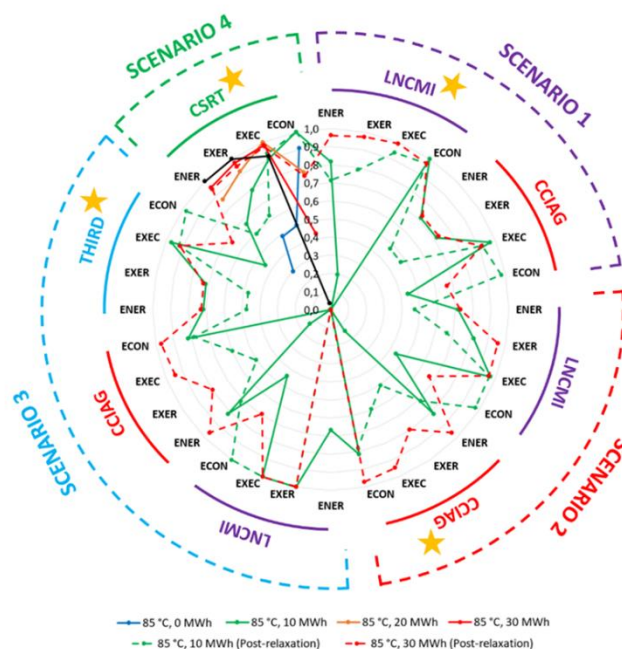 SCENARIO 4
SCENARIO 1
CSRT
LNCMI
ECON
ENER
EXER
EXEC
ECON
ENER
EXER
EXEC
CCIAG
ECON
ENER
EXER
LNCMI
EXEC
ECON
SCENARIO 2
ENER
EXER
CCIAG
EXEC
ECON
ENER
EXER
LNCMI
EXEC
ECON
ENER
EXER
CCIAG
EXEC
ECON
SCENARIO 3
ENER
EXER
THIRD
EXEC
ECON
ENER
EXER
EXEC
1,0
0,9
0,8
0,7
0,6
0,5
0,4
0,3
0,2
0,1
0,0
85 °C, 0 MWh
85 °C, 10 MWh
85 °C, 20 MWh
85 °C, 30 MWh
85 °C, 10 MWh (Post-relaxation)
85 °C, 30 MWh (Post-relaxation)